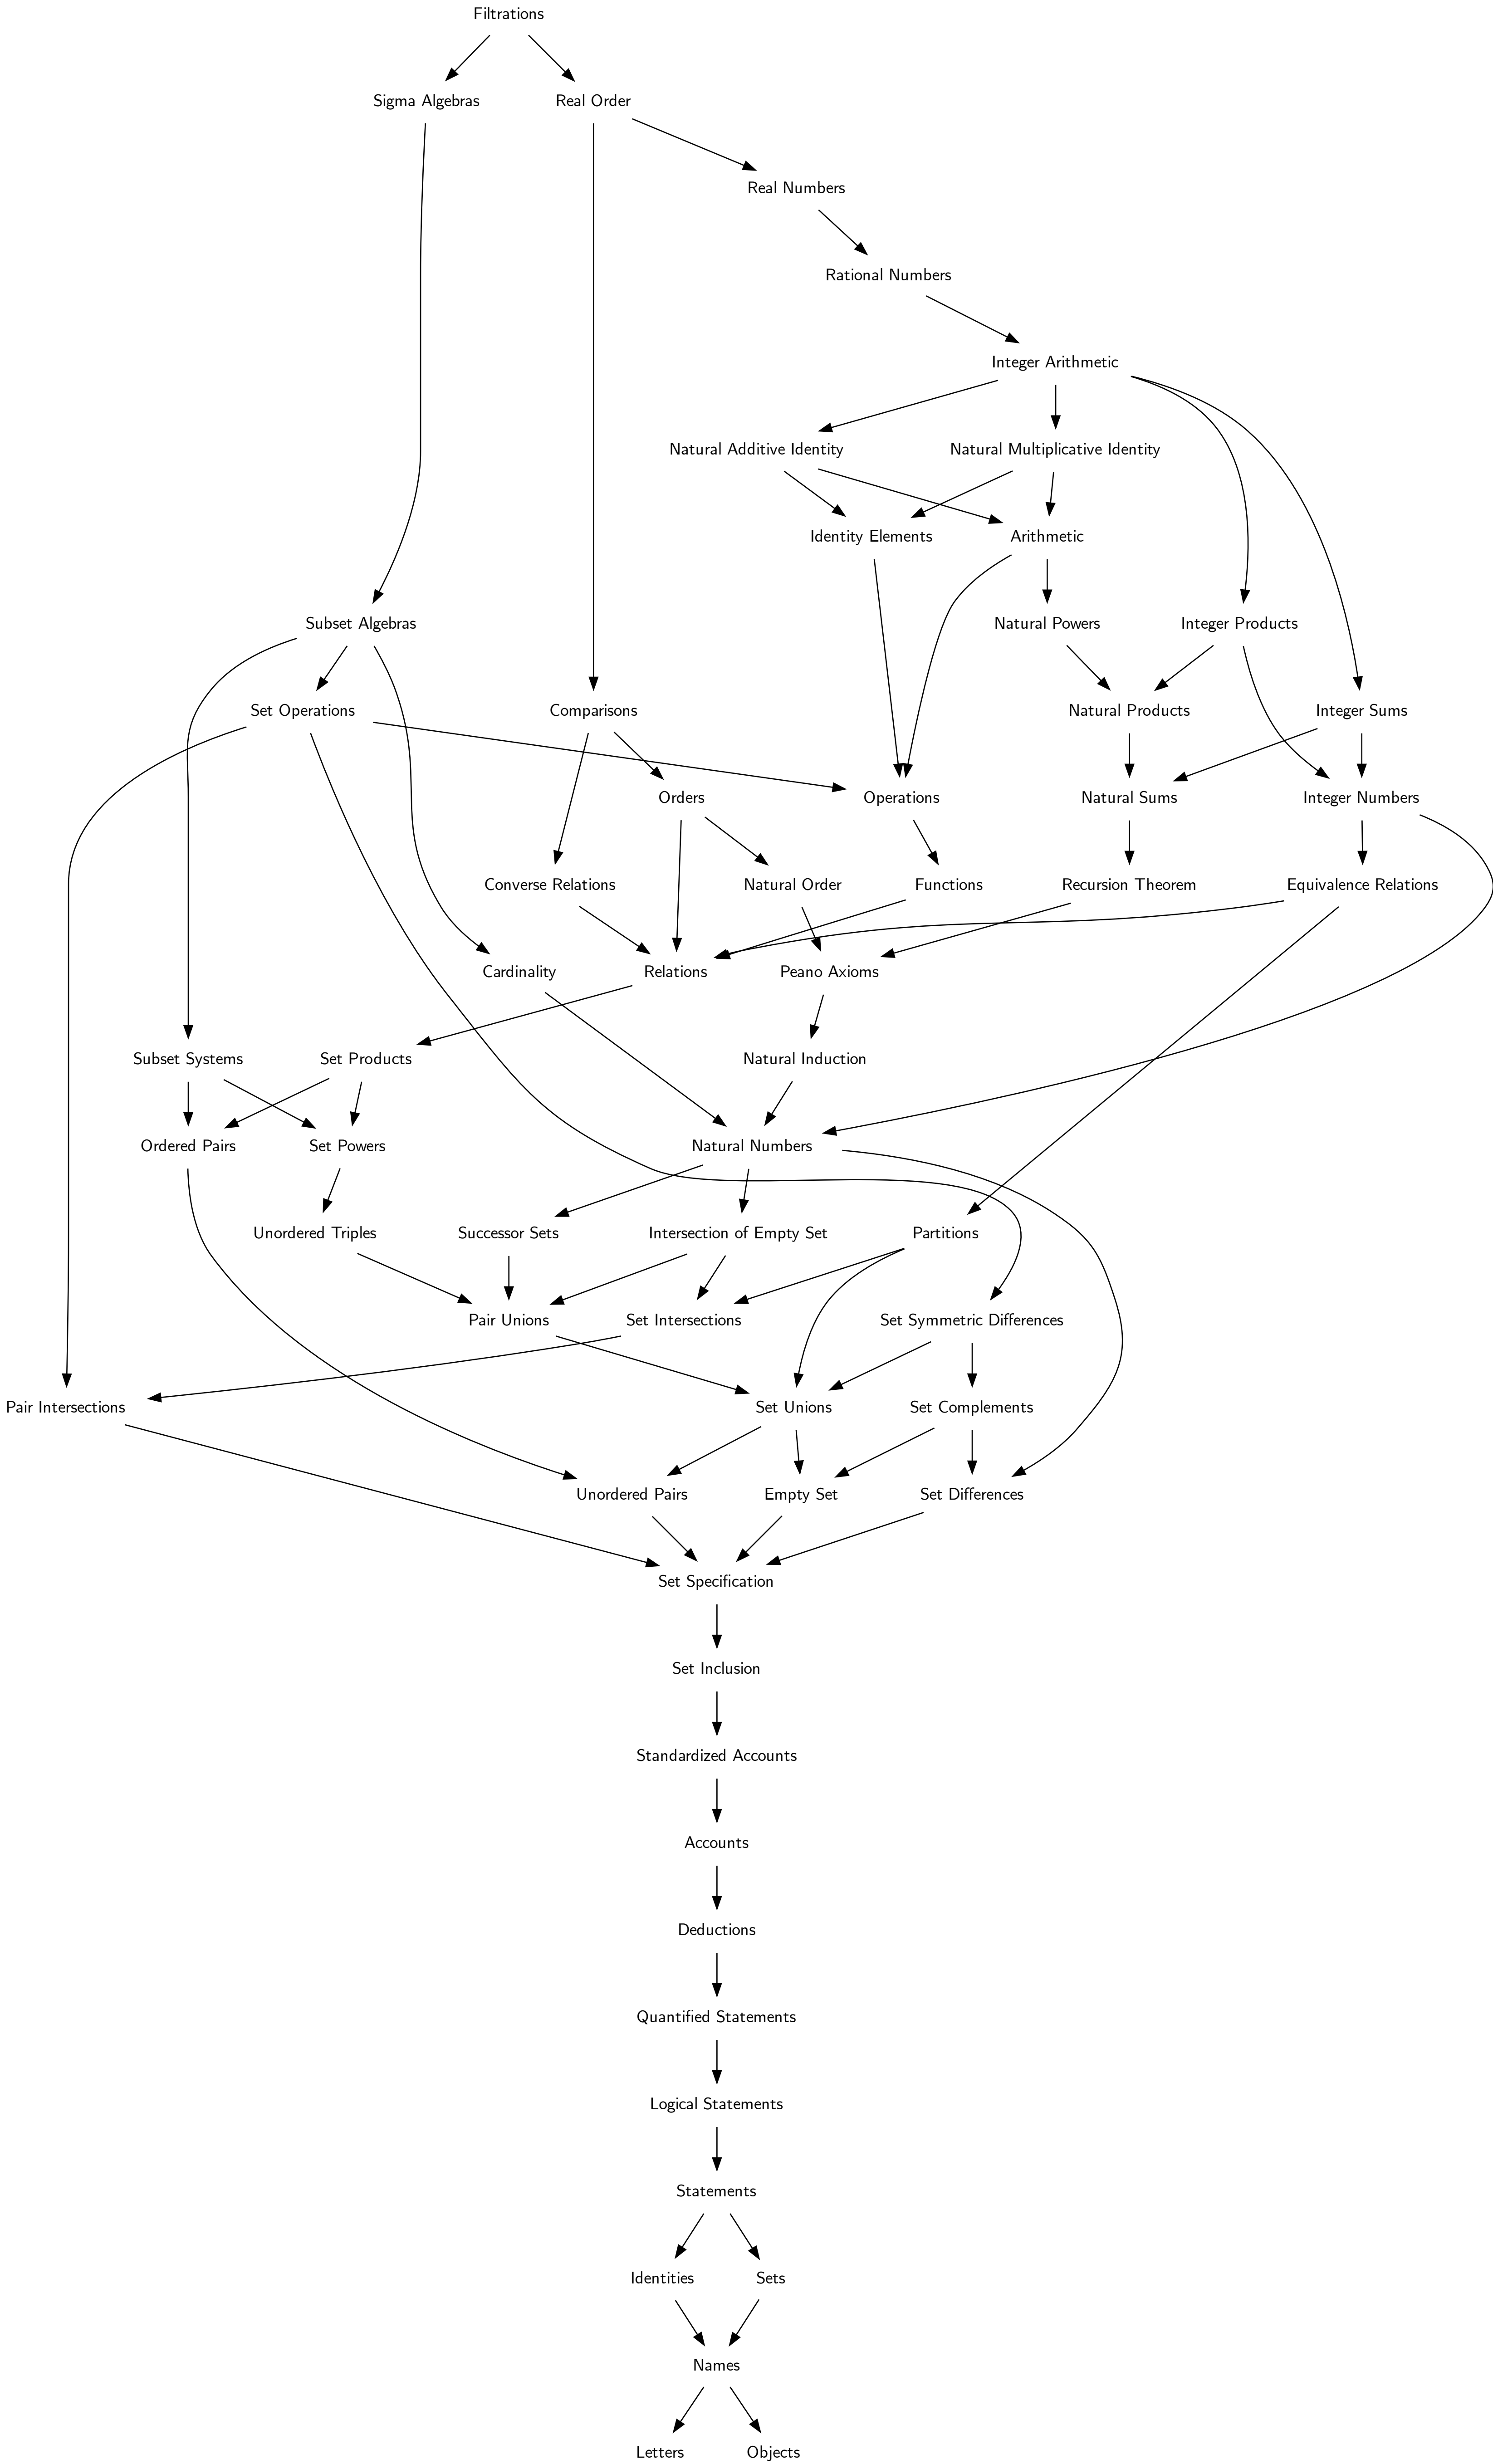 Filtrations
Sigma Algebras
Real Order
Real Numbers
Rational Numbers
Integer Arithmetic
Natural Additive Identity
Natural Multiplicative Identity
Identity Elements
Arithmetic
Subset Algebras
Natural Powers
Integer Products
Set Operations
Comparisons
Natural Products
Integer Sums
Orders
Operations
Natural Sums
Integer Numbers
Converse Relations
Natural Order
Functions
Recursion Theorem
Equivalence Relations
Cardinality
Relations
Peano Axioms
Subset Systems
Set Products
Natural Induction
Ordered Pairs
Set Powers
Natural Numbers
Unordered Triples
Successor Sets
Intersection of Empty Set
Partitions
Pair Unions
Set Intersections
Set Symmetric Differences
Pair Intersections
Set Unions
Set Complements
Unordered Pairs
Empty Set
Set Differences
Set Specification
Set Inclusion
Standardized Accounts
Accounts
Deductions
Quantified Statements
Logical Statements
Statements
Identities
Sets
Names
Letters
Objects